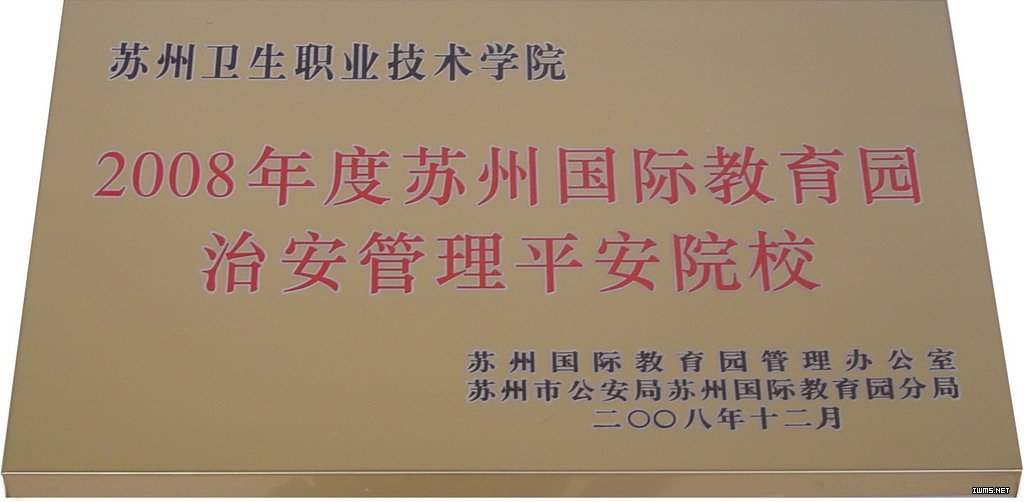 苏州卫生职业技术学院
2008年度苏州国际教育园
治安管理平安院校
苏州国际教育园管理办公室
苏州市公安局苏州国际教育园分局
二〇〇八年十二月
IWMS.NET